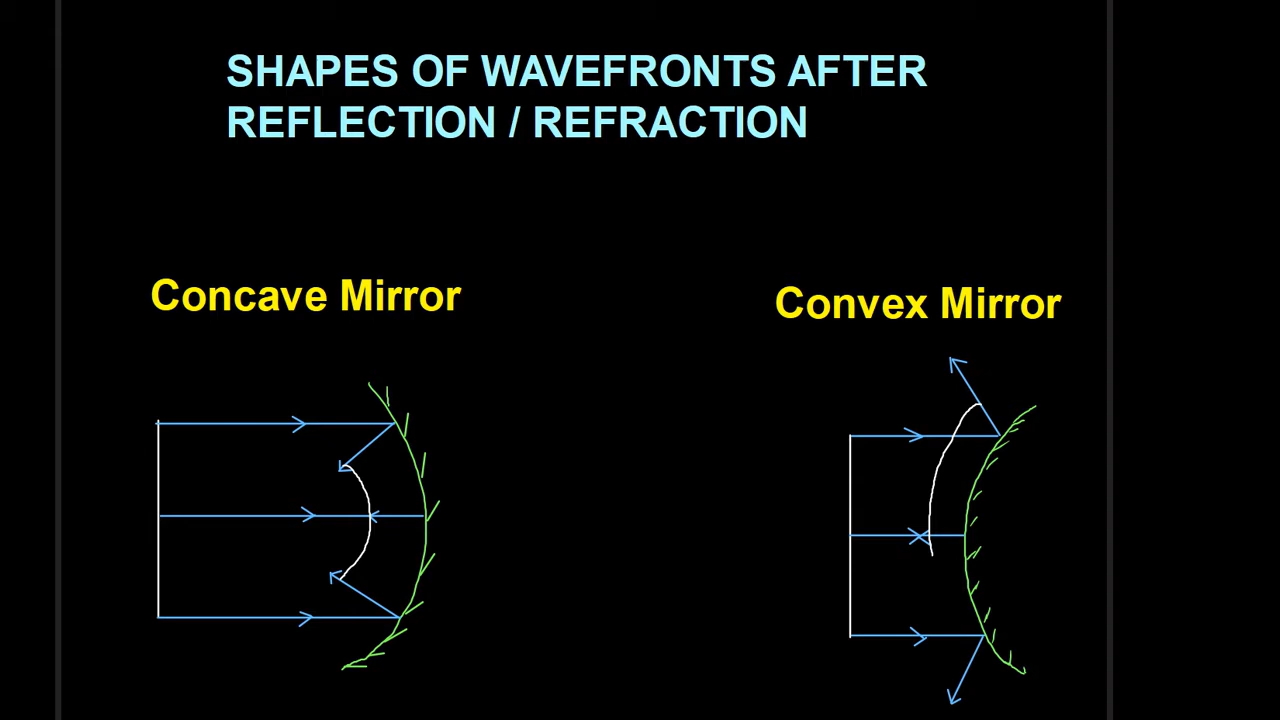 SHAPES OF WAVEFRONTS AFTER
REFLECTION / REFRACTION
Concave Mirror
Convex Mirror